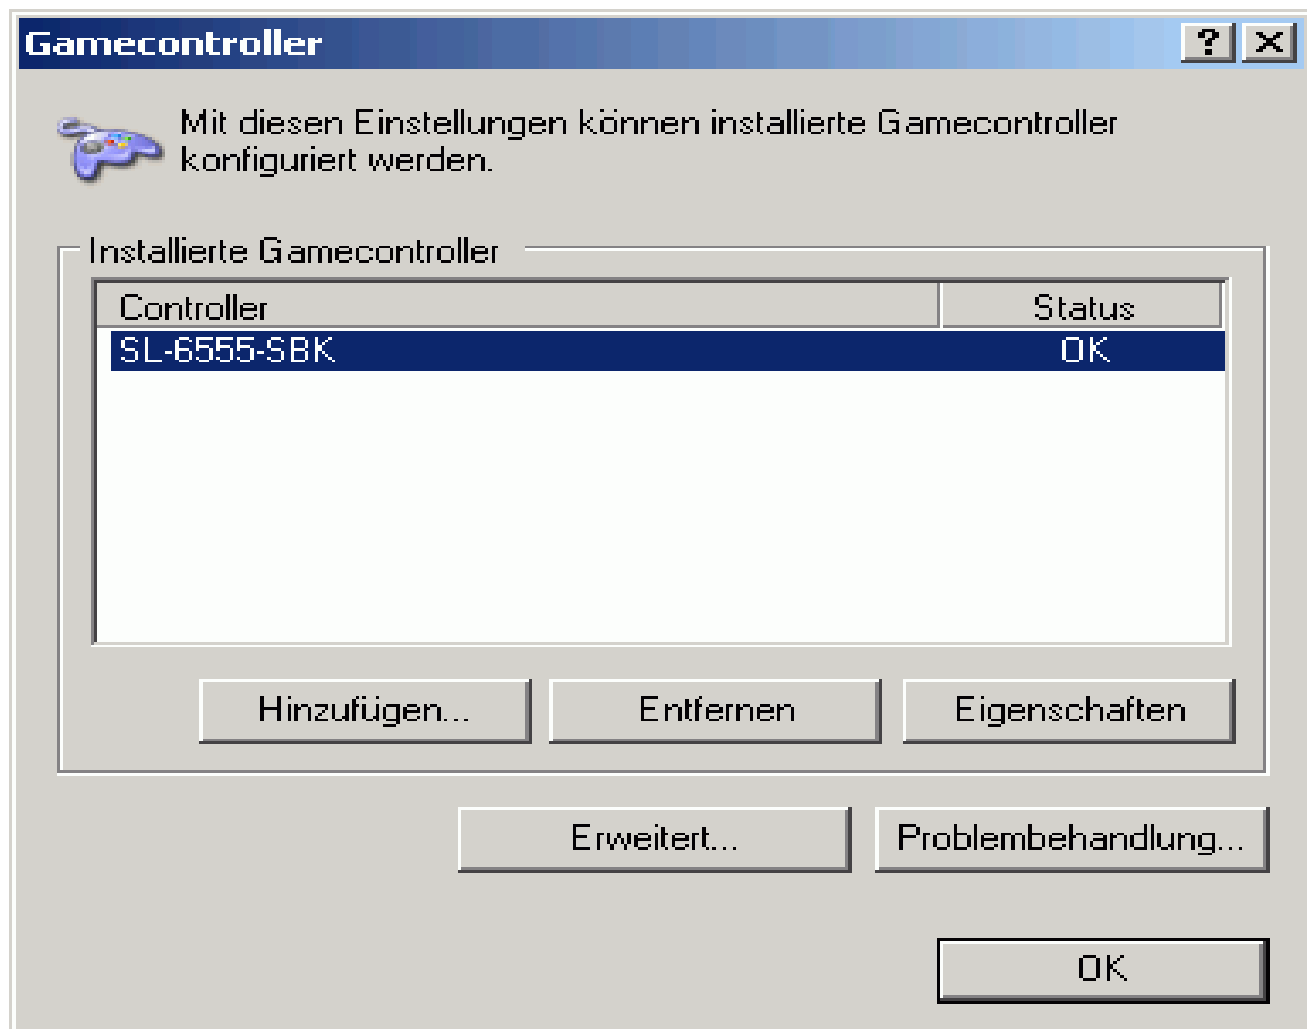 Gamecontroller
Mit diesen Einstellungen können installierte Gamecontroller
konfiguriert werden.
Installierte Gamecontroller
Controller Status
SL-6555-SBK OK
Hinzufügen... Entfernen Eigenschaften
Erweitert... Problembehandlung...
OK